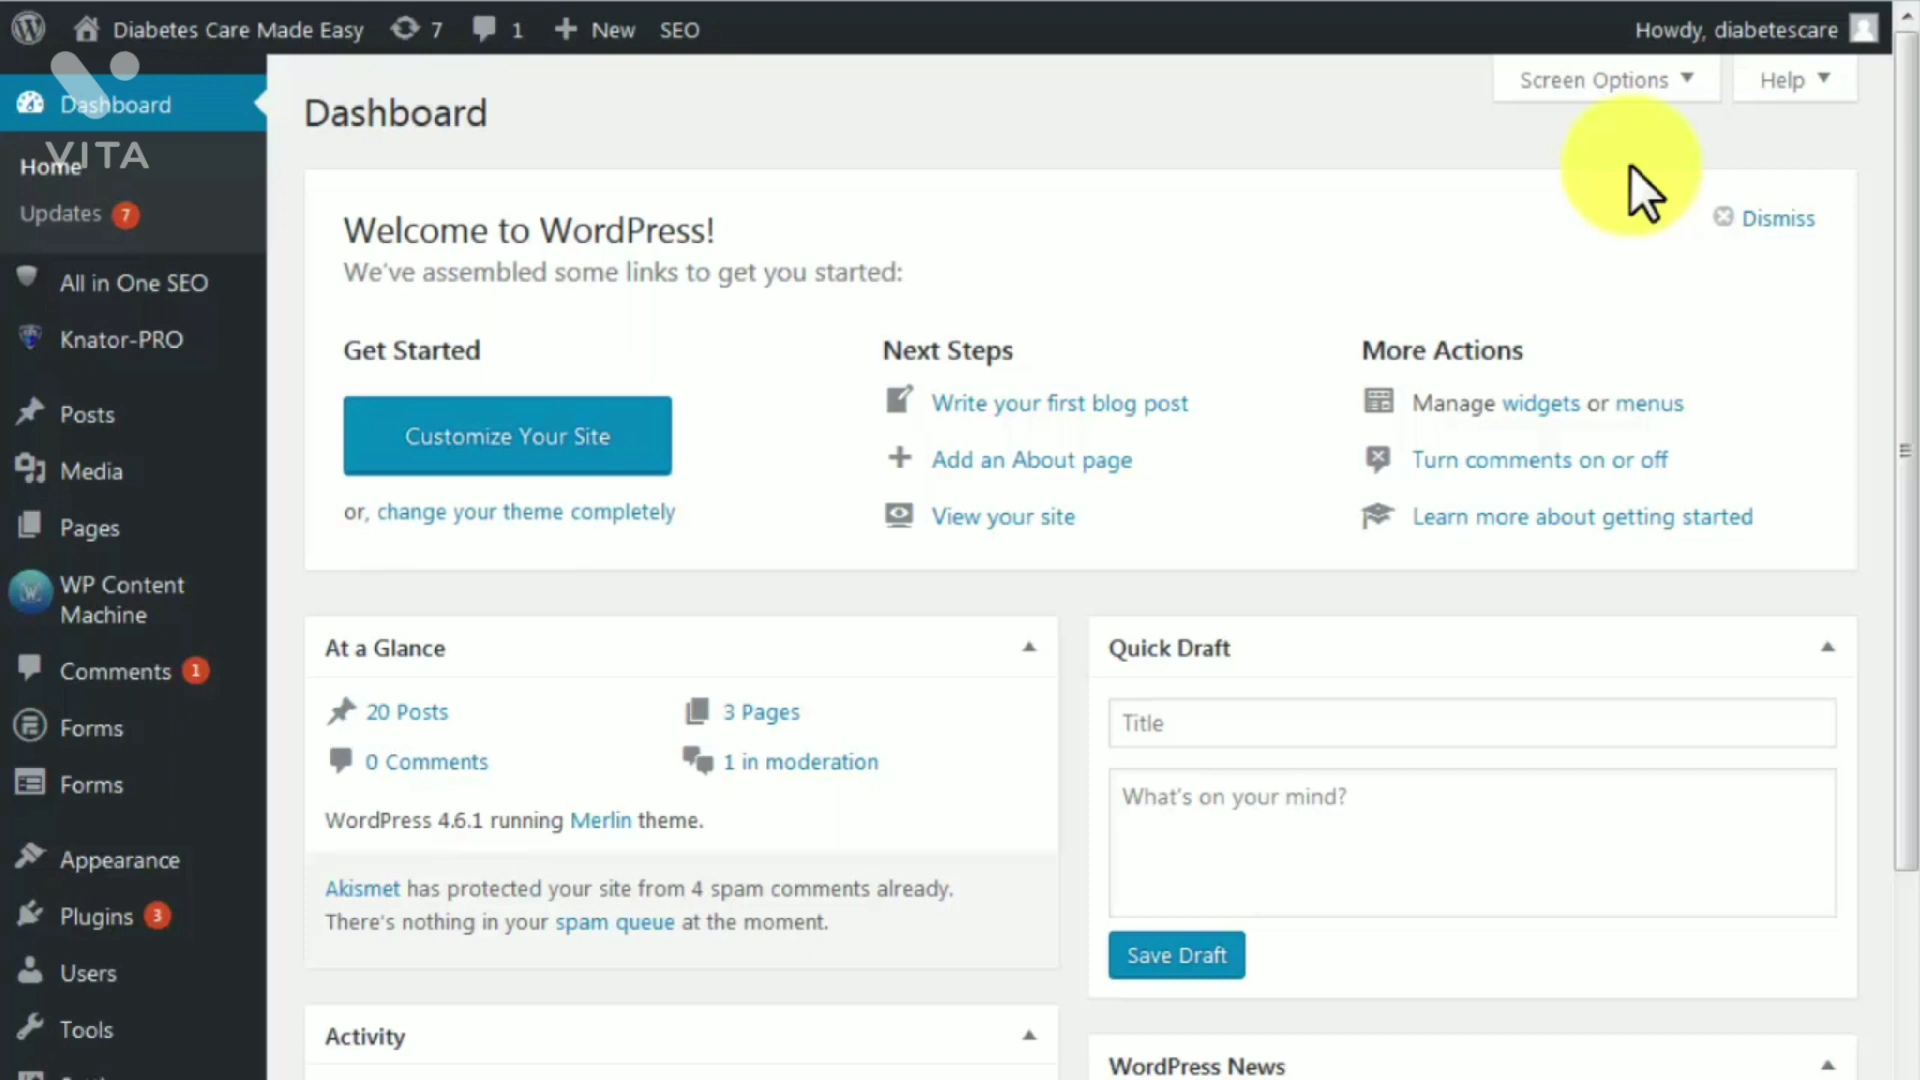 Diabetes Care Made Easy 7 1 New SEO Howdy, diabetescare
VITA
Dashboard
Home
Updates 7
All in One SEO
Knator-PRO
Posts
Media
Pages
WP Content
Machine
Comments 1
Forms
Forms
Appearance
Plugins 3
Users
Tools
Screen Options Help
Dashboard
Welcome to WordPress!
Dismiss
We've assembled some links to get you started:
Get Started
Customize Your Site
or, change your theme completely
Next Steps
Write your first blog post
Add an About page
View your site
More Actions
Manage widgets or menus
Turn comments on or off
Learn more about getting started
At a Glance
20 Posts 3 Pages
0 Comments 1 in moderation
WordPress 4.6.1 running Merlin theme.
Akismet has protected your site from 4 spam comments already.
There's nothing in your spam queue at the moment.
Activity
Quick Draft
Title
What's on your mind?
Save Draft
WordPress News